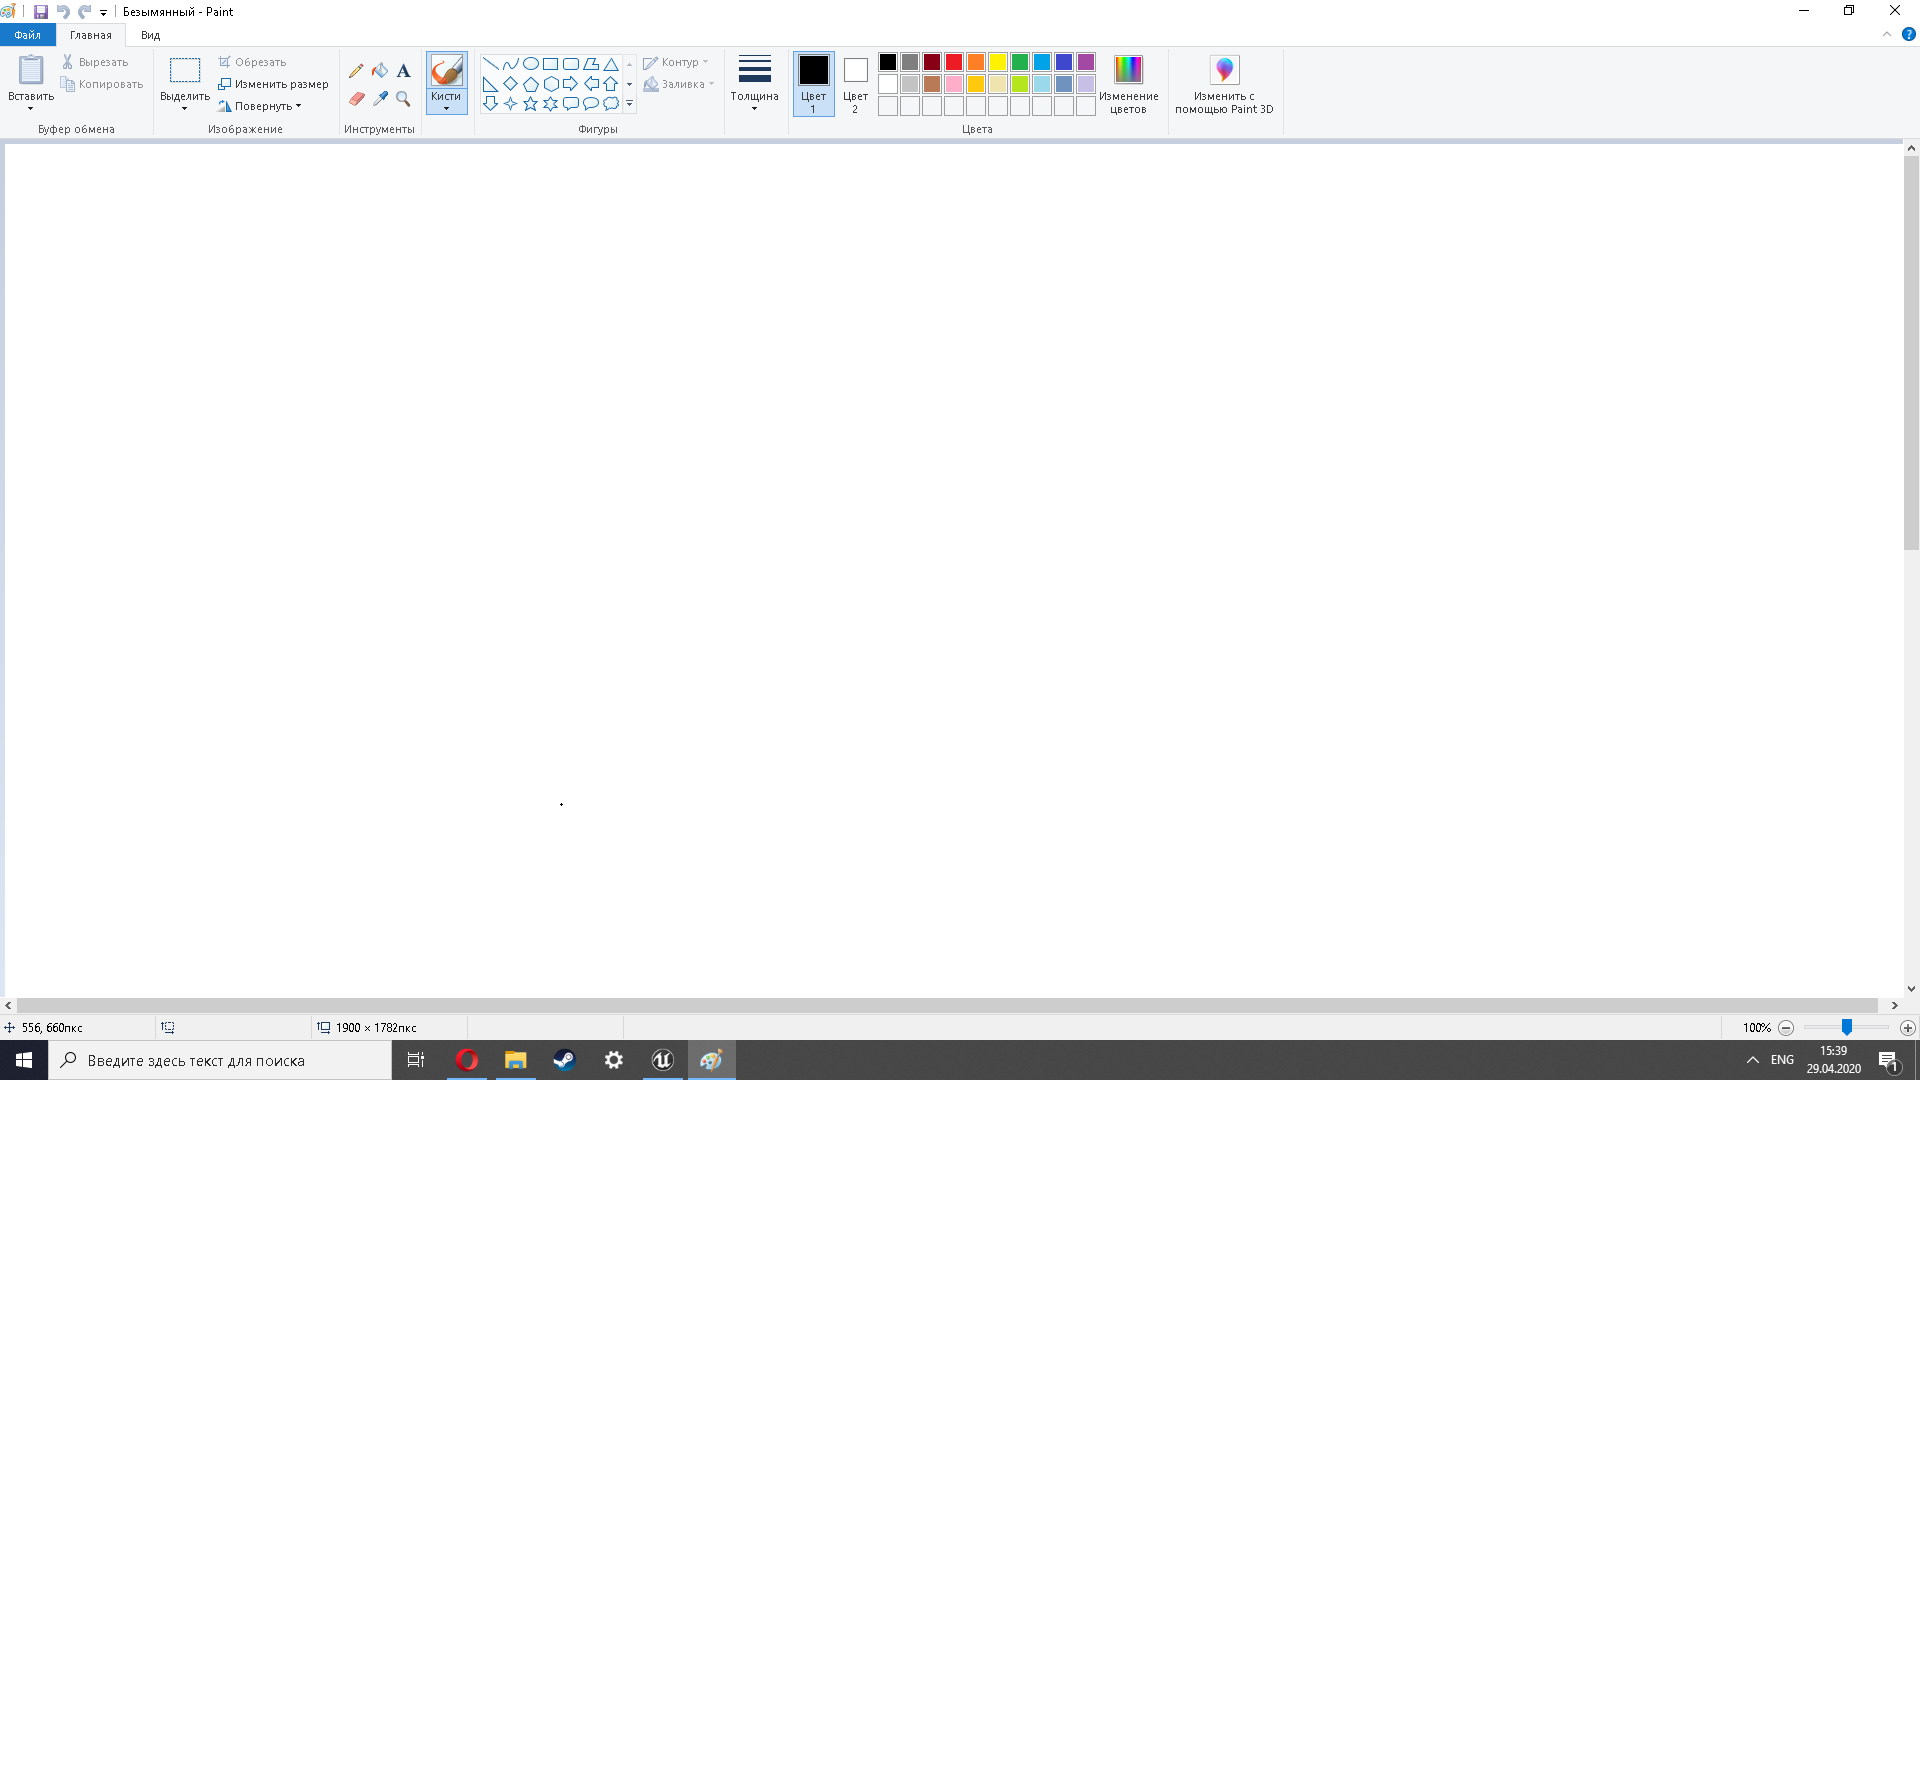 Безымянный - Paint
Файл Главная Вид
Вставить
Вырезать
Копировать
Буфер обмена
Выделить
Обрезать
Изменить размер
Повернуть
Изображение
A
Инструменты
Кисти
Фигуры
Контур
Заливка
Толщина
Цвет
1
Цвет
2
Цвета
Изменение
цветов
Изменить с
помощью Paint 3D
556, 660пкс
1900 × 1782пкс
100%
Введите здесь текст для поиска
ENG
15:39
29.04.2020
1